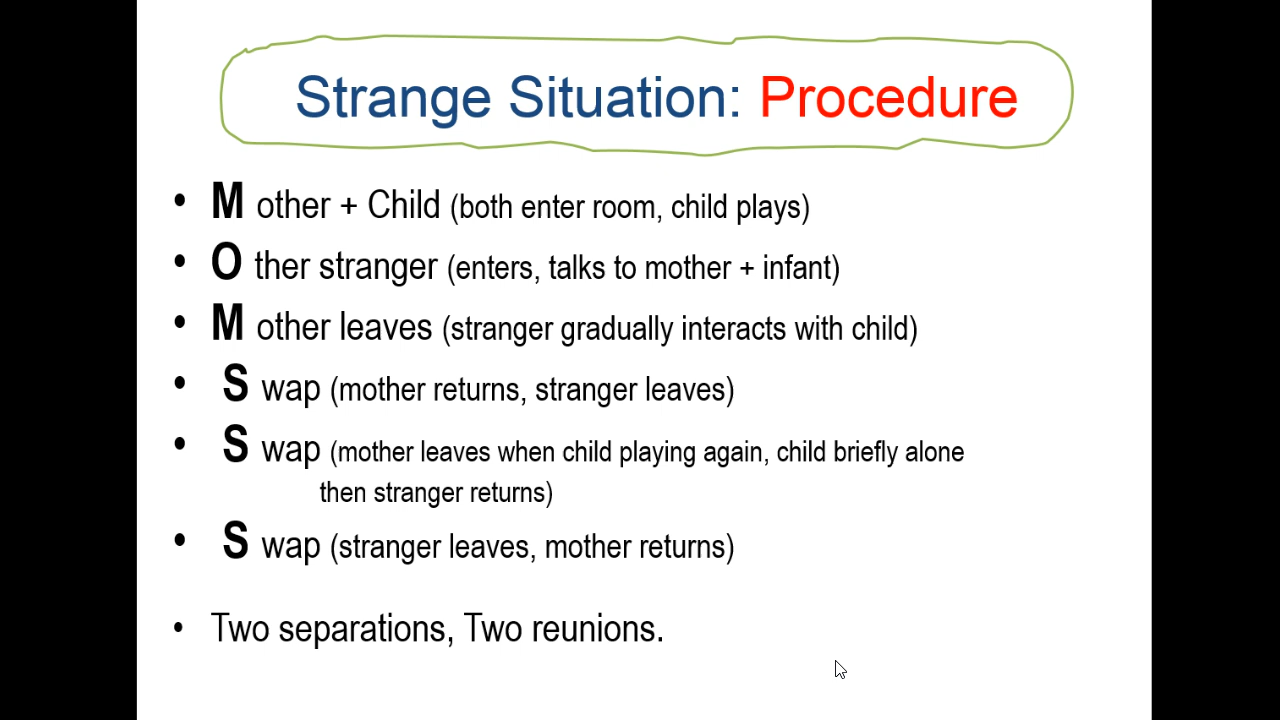 Strange Situation: Procedure
• M other + Child (both enter room, child plays)
• O ther stranger (enters, talks to mother + infant)
• M other leaves (stranger gradually interacts with child)
• S wap (mother returns, stranger leaves)
• S wap (mother leaves when child playing again, child briefly alone
then stranger returns)
• S wap (stranger leaves, mother returns)
• Two separations, Two reunions.